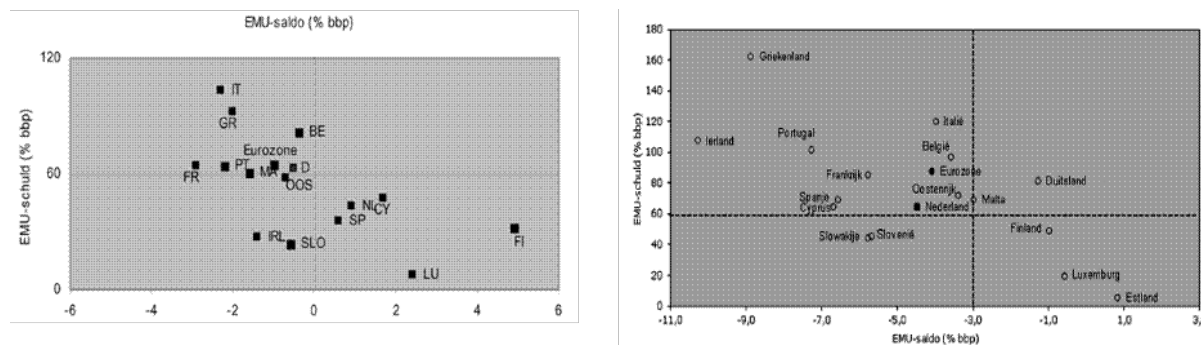 EMU-saldo (% bbp)
EMU-schuld (% bbp)
120
IT
GR
BE
Eurozone
60
FR
PT
MA
D
OOS
NL
CY
SP
IRL
SLO
FI
LU
0
-6 -4 -2 0 2 4 6
EMU-schuld (% bbp)
180
160
Griekenland
140
120
Italië
Ierland
Portugal
100
België
Frankrijk
Eurozone
80
Duitsland
Spanje
Oostenrijk
Cyprus
Nederland
Malta
60
Slowakije
Slovenië
Finland
40
20
Luxemburg
Estland
0
-11,0 -9,0 -7,0 -5,0 -3,0 -1,0 1,0 3,
EMU-saldo (% bbp)